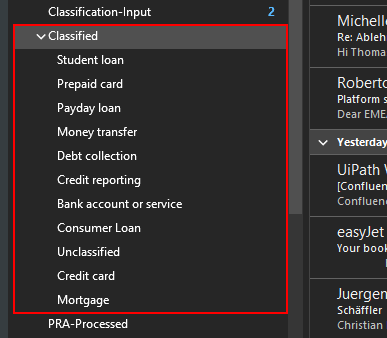 Classification-Input 2
Classified
Student loan
Prepaid card
Payday loan
Money transfer
Debt collection
Credit reporting
Bank account or service
Consumer Loan
Unclassified
Credit card
Mortgage
PRA-Processed
Michelle
Re: Ableh
Hi Thoma
Roberto
Platform s
Dear EME
Yesterday
UiPath
[Confluen
Confluenc
easyJet
Your book
Juergen
Schäffler
Christian